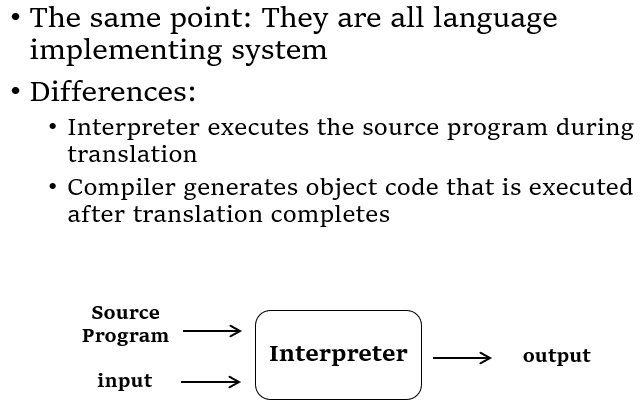 • The same point: They are all language
implementing system
• Differences:
• Interpreter executes the source program during
translation
• Compiler generates object code that is executed
after translation completes
Source
Program
Interpreter
output
input